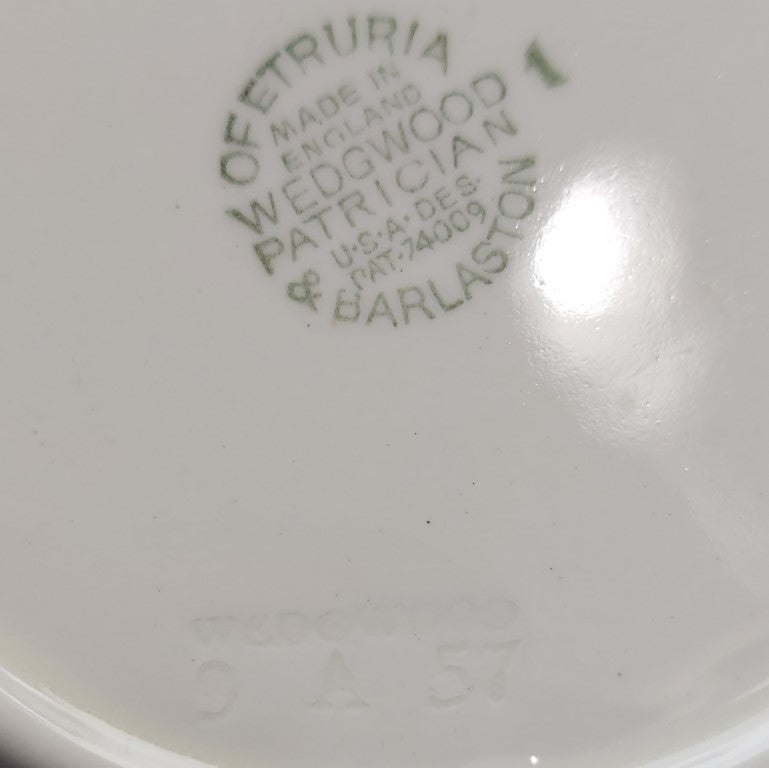 OF ETRURIA
MADE IN
ENGLAND
WEDGWOOD
PATRICIAN
U·S·A·DES.
PAT·74009
& BARLASTON
1
WEDGWOOD
9 A 57